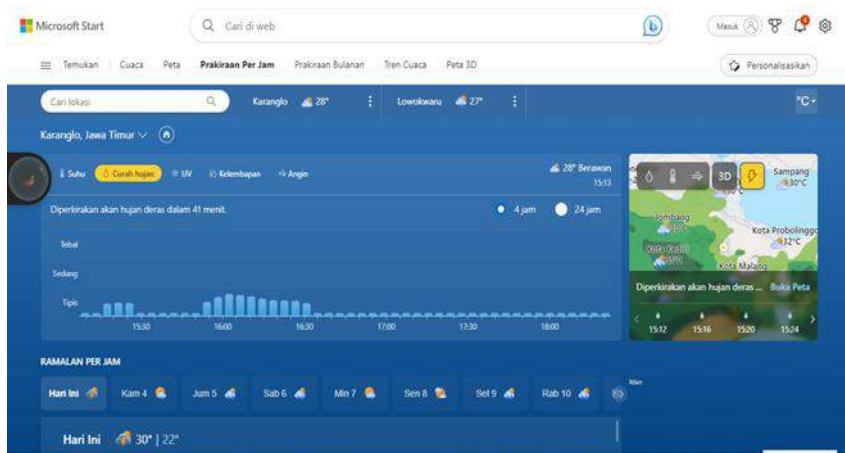 Microsoft Start
Cari di web
Masuk
4
Temukan
Cuaca
Peta
Prakiraan Per Jam
Prakiraan Bulanan
Tren Cuaca
Peta 3D
Personalisasikan
Cari lokasi
Karanglo 28°
Lowokwaru 27°
°C
Karanglo, Jawa Timur
Suhu
Curah hujan
UV
Kelembapan
Angin
28° Berawan
15.13
Diperkirakan akan hujan deras dalam 41 menit.
4 jam
24 jam
Tebal
Sedang
Tipis
15.30
16.00
16.30
17.00
17.30
18.00
3D
Sampang
30°C
Jombang
Kota Probolinggo
32°C
Kota Kediri
Kota Malang
Diperkirakan akan hujan deras ...
Buka Peta
15.12
15.16
15.20
15.24
RAMALAN PER JAM
Hari Ini
Kam 4
Jum 5
Sab 6
Min 7
Sen 8
Sel 9
Rab 10
Hari Ini 30° | 22°